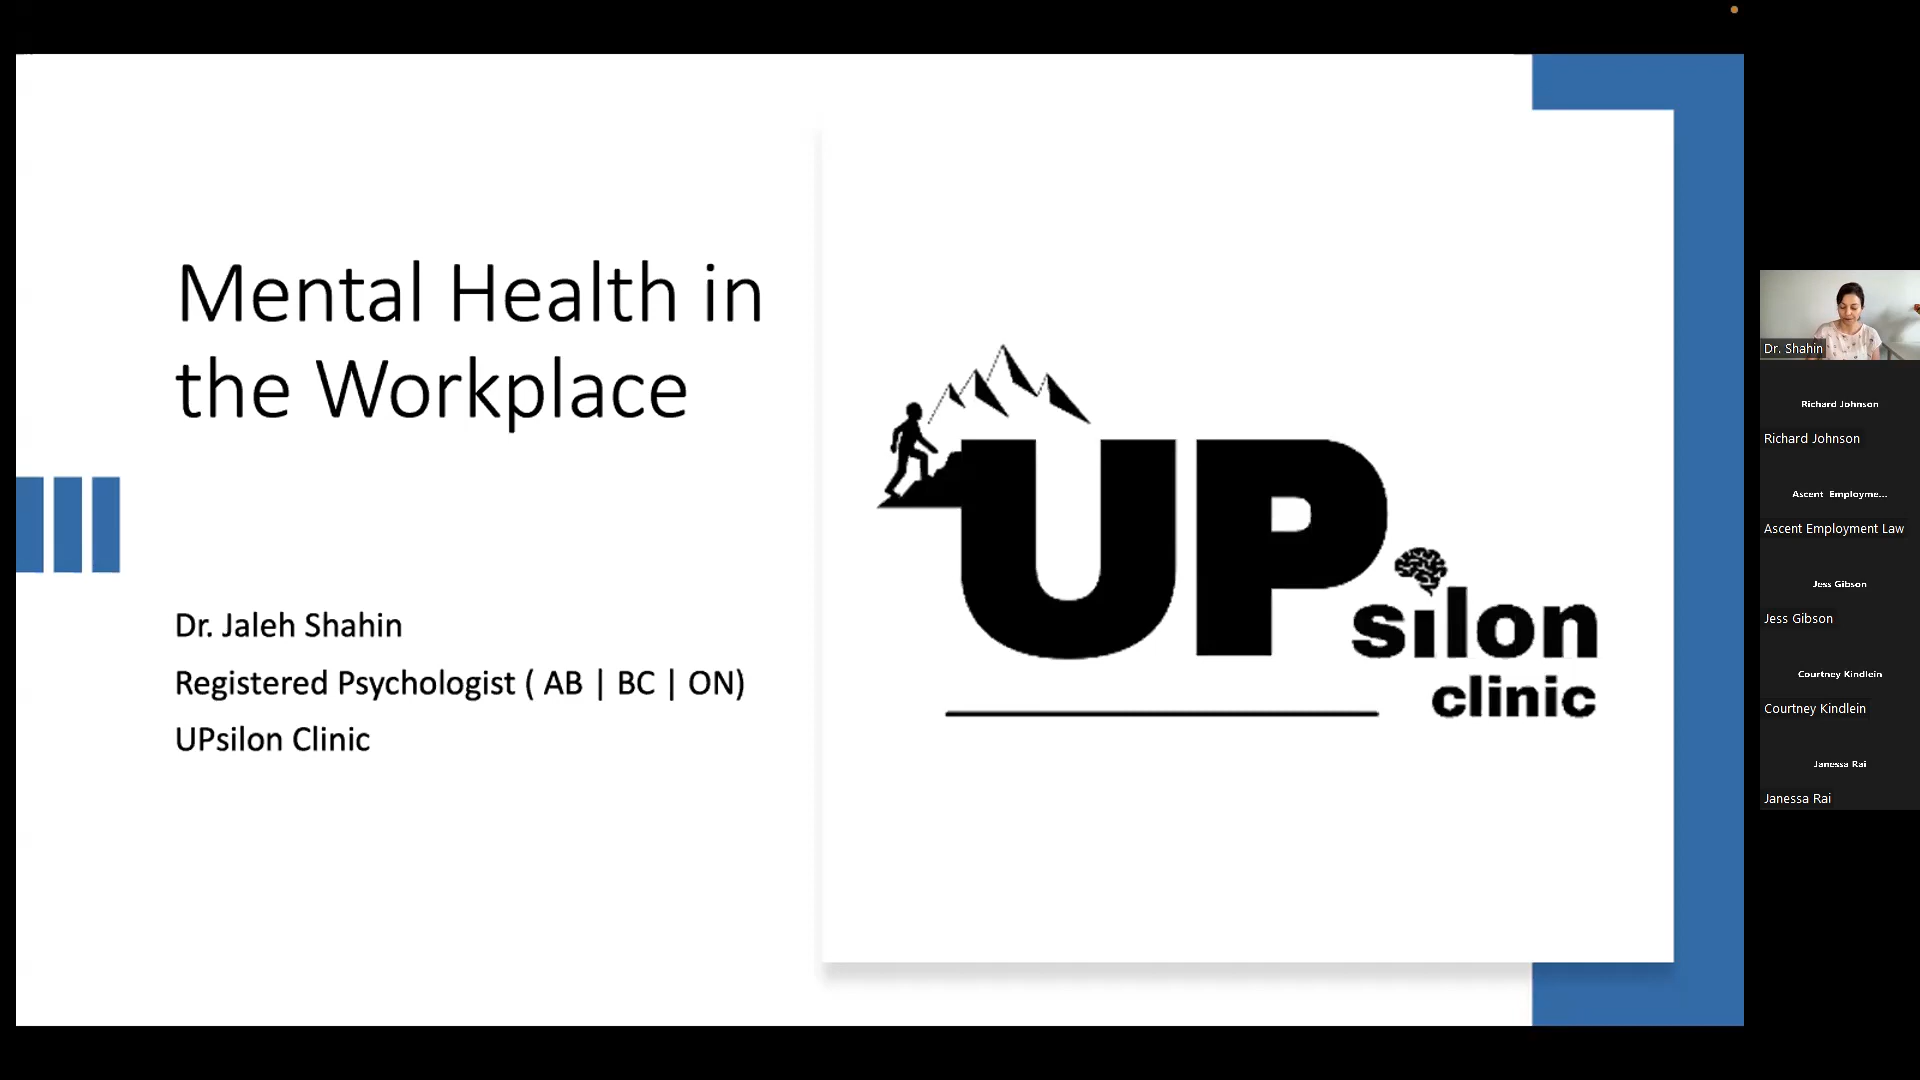 Mental Health in
the Workplace
Dr. Jaleh Shahin
Registered Psychologist ( AB | BC | ON)
UPsilon Clinic
UPsilon
clinic
Dr. Shahin
Richard Johnson
Richard Johnson
Ascent Employme...
Ascent Employment Law
Jess Gibson
Jess Gibson
Courtney Kindlein
Courtney Kindlein
Janessa Rai
Janessa Rai